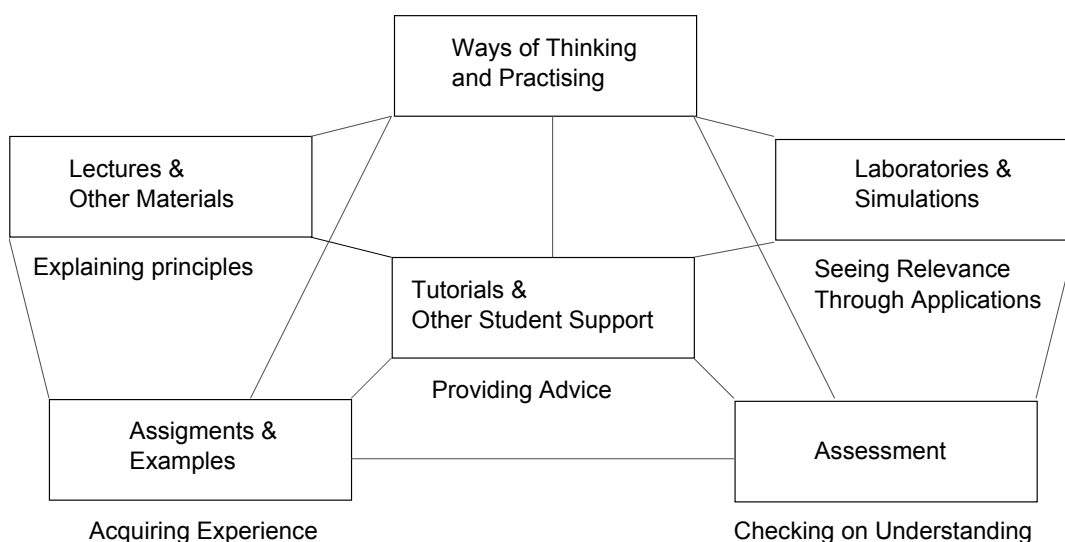 Ways of Thinking
and Practising
Lectures &
Other Materials
Laboratories &
Simulations
Explaining principles
Seeing Relevance
Through Applications
Tutorials &
Other Student Support
Providing Advice
Assigments &
Examples
Assessment
Acquiring Experience
Checking on Understanding